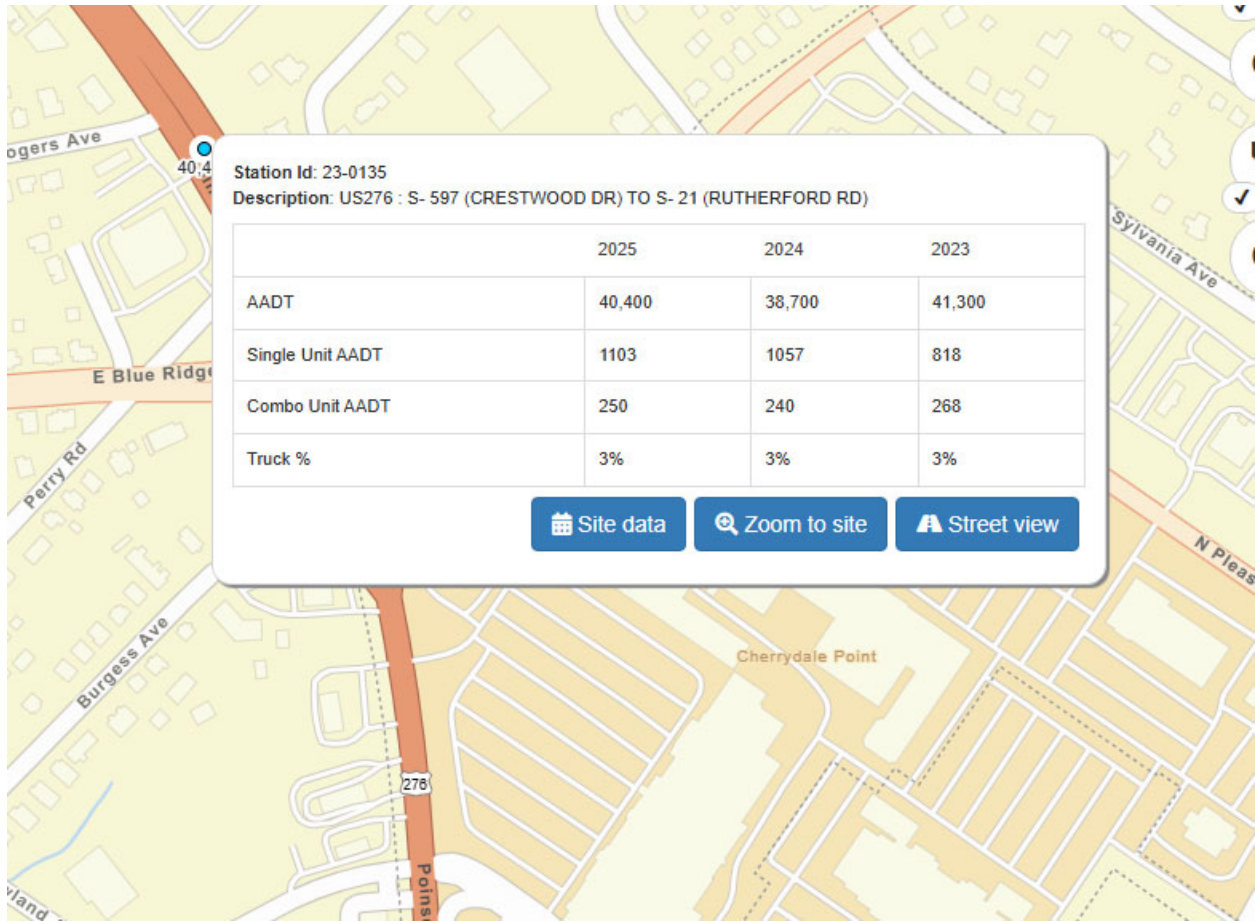 ogers Ave
40,4
Station Id: 23-0135
Description: US276 : S- 597 (CRESTWOOD DR) TO S- 21 (RUTHERFORD RD)
2025 2024 2023
AADT 40,400 38,700 41,300
Single Unit AADT 1103 1057 818
Combo Unit AADT 250 240 268
Truck % 3% 3% 3%
Site data Zoom to site Street view
Sylvania Ave
E Blue Ridge
Perry Rd
N Pleas
Burgess Ave
Cherrydale Point
276
Poins
land